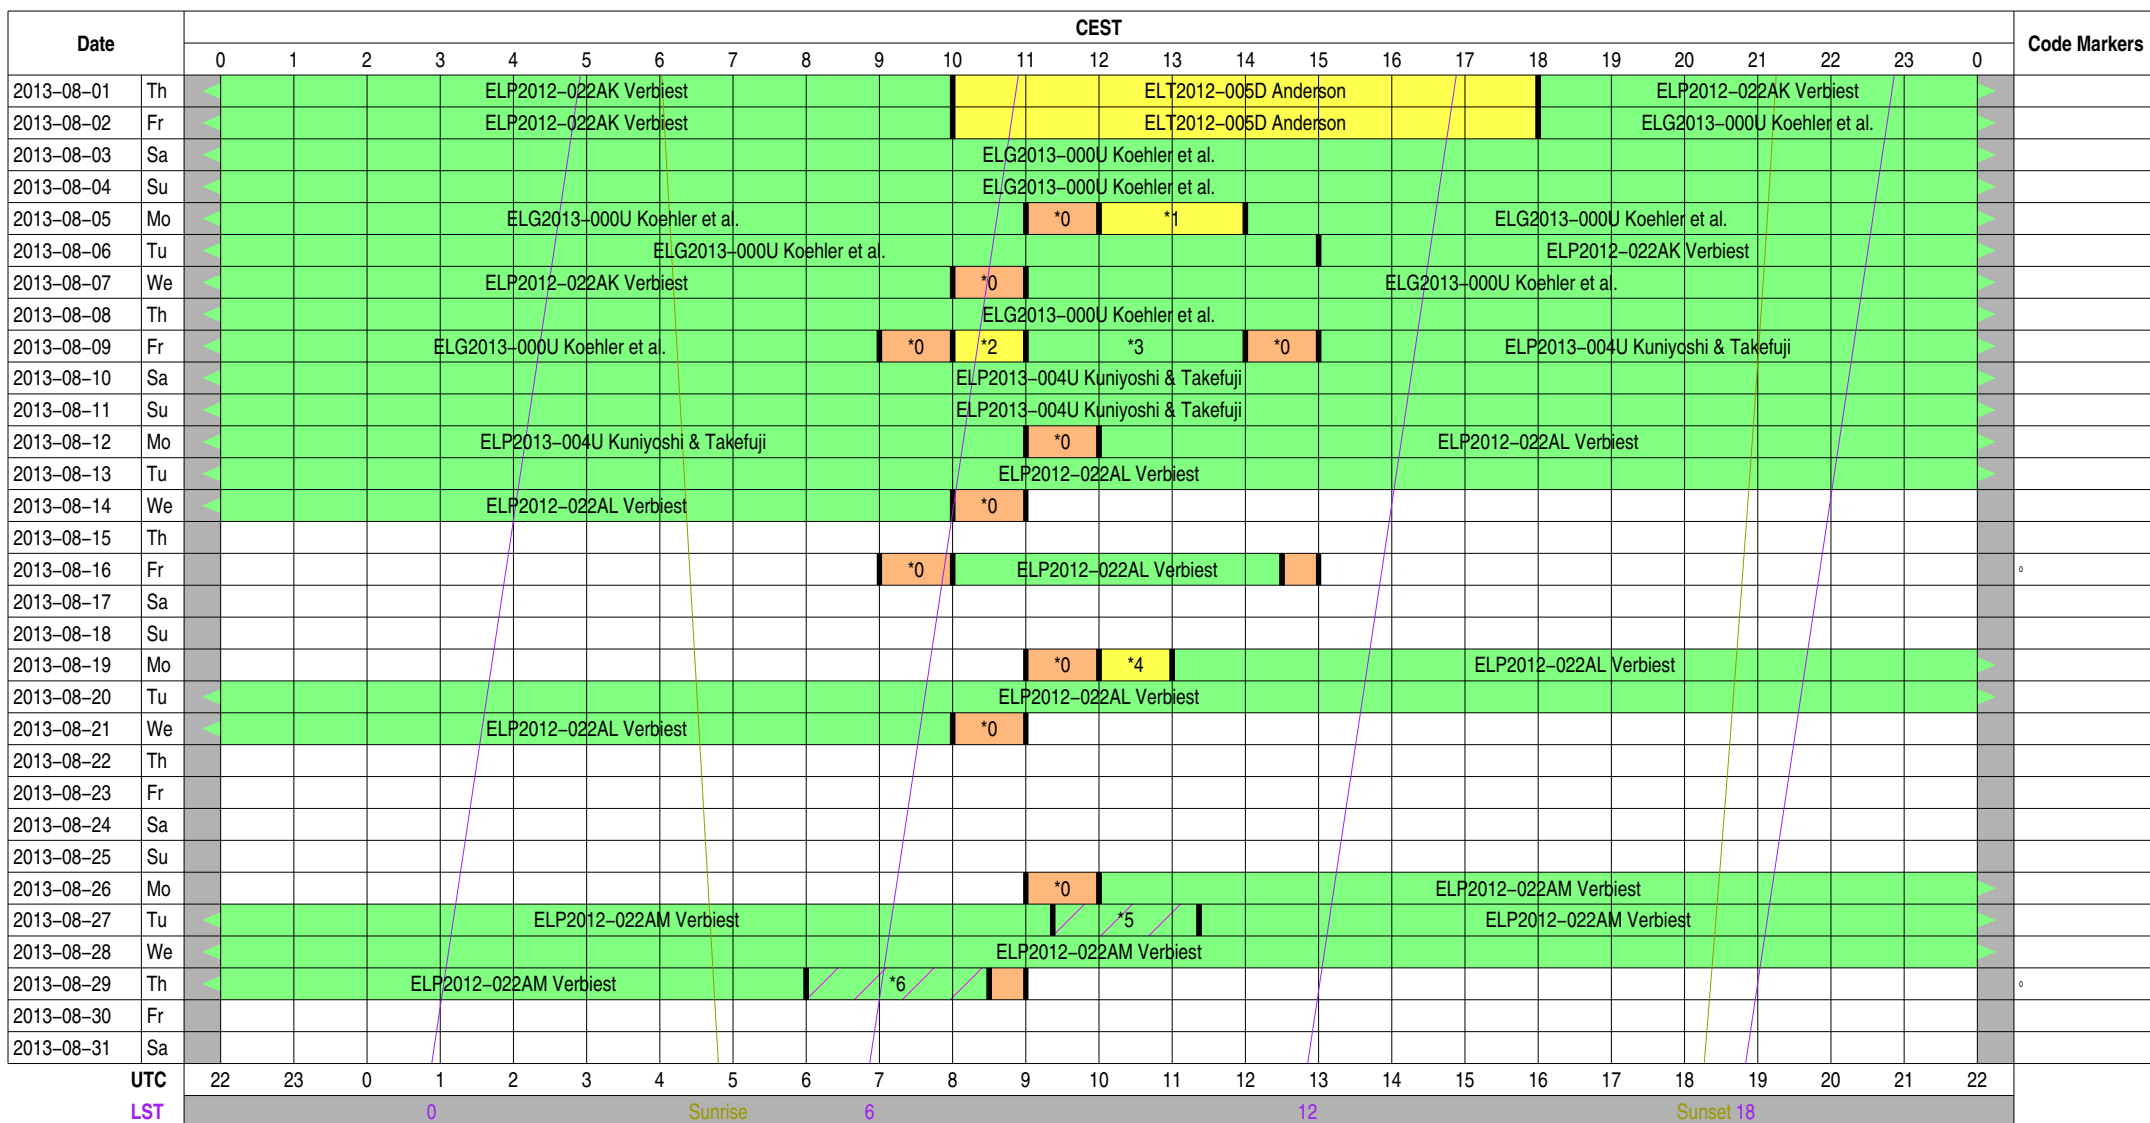 CEST
Date
Code Markers
0 1 2 3 4 5 6 7 8 9 10 11 12 13 14 15 16 17 18 19 20 21 22 23 0
2013-08-01 Th ELP2012-022AK Verbiest ELT2012-005D Anderson ELP2012-022AK Verbiest
2013-08-02 Fr ELP2012-022AK Verbiest ELT2012-005D Anderson ELG2013-000U Koehler et al.
2013-08-03 Sa ELG2013-000U Koehler et al.
2013-08-04 Su ELG2013-000U Koehler et al.
2013-08-05 Mo ELG2013-000U Koehler et al. *0 *1 ELG2013-000U Koehler et al.
2013-08-06 Tu ELG2013-000U Koehler et al. ELP2012-022AK Verbiest
2013-08-07 We ELP2012-022AK Verbiest *0 ELG2013-000U Koehler et al.
2013-08-08 Th ELG2013-000U Koehler et al.
2013-08-09 Fr ELG2013-000U Koehler et al. *0 *2 *3 *0 ELP2013-004U Kuniyoshi & Takefuji
2013-08-10 Sa ELP2013-004U Kuniyoshi & Takefuji
2013-08-11 Su ELP2013-004U Kuniyoshi & Takefuji
2013-08-12 Mo ELP2013-004U Kuniyoshi & Takefuji *0 ELP2012-022AL Verbiest
2013-08-13 Tu ELP2012-022AL Verbiest
2013-08-14 We ELP2012-022AL Verbiest *0
2013-08-15 Th
2013-08-16 Fr *0 ELP2012-022AL Verbiest 0
2013-08-17 Sa
2013-08-18 Su
2013-08-19 Mo *0 *4 ELP2012-022AL Verbiest
2013-08-20 Tu ELP2012-022AL Verbiest
2013-08-21 We ELP2012-022AL Verbiest *0
2013-08-22 Th
2013-08-23 Fr
2013-08-24 Sa
2013-08-25 Su
2013-08-26 Mo *0 ELP2012-022AM Verbiest
2013-08-27 Tu ELP2012-022AM Verbiest *5 ELP2012-022AM Verbiest
2013-08-28 We ELP2012-022AM Verbiest
2013-08-29 Th ELP2012-022AM Verbiest *6 0
2013-08-30 Fr
2013-08-31 Sa
UTC 22 23 0 1 2 3 4 5 6 7 8 9 10 11 12 13 14 15 16 17 18 19 20 21 22
LST 0 Sunrise 6 12 Sunset 18